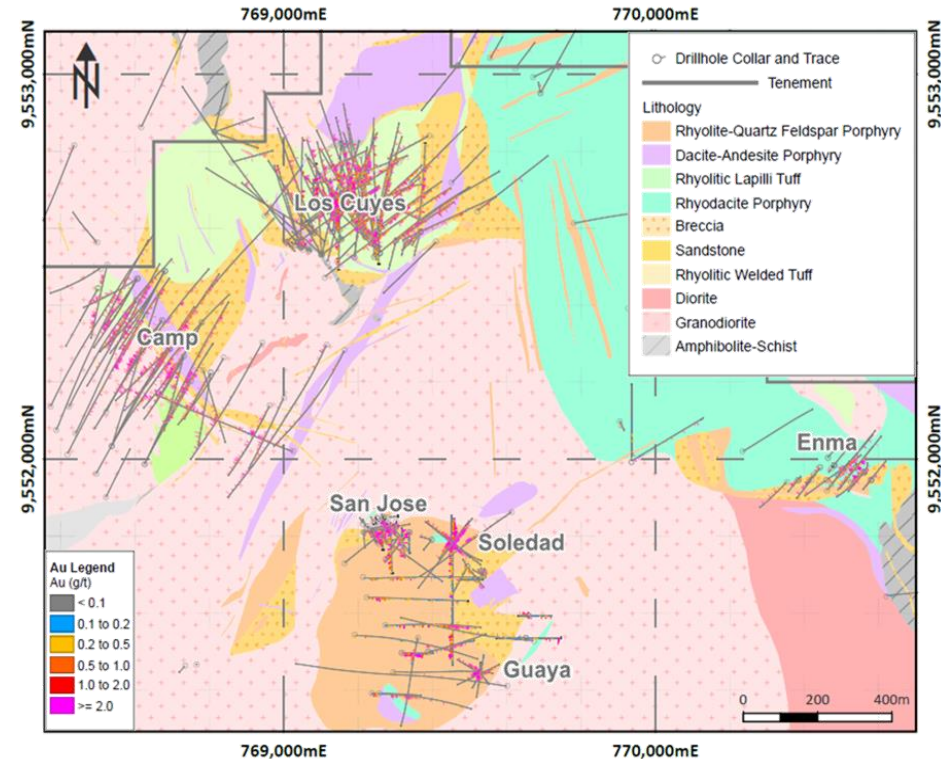 769,000mE
770,000mE
9,553,000mN
9,553,000mN
N
Drillhole Collar and Trace
Tenement
Lithology
Rhyolite-Quartz Feldspar Porphyry
Dacite-Andesite Porphyry
Rhyolitic Lapilli Tuff
Rhyodacite Porphyry
Breccia
Sandstone
Rhyolitic Welded Tuff
Diorite
Granodiorite
Amphibolite-Schist
Los Cuyes
Camp
Enma
9,552,000mN
9,552,000mN
San Jose
Soledad
Guaya
Au Legend
Au (g/t)
< 0.1
0.1 to 0.2
0.2 to 0.5
0.5 to 1.0
1.0 to 2.0
>= 2.0
0 200 400m
769,000mE
770,000mE